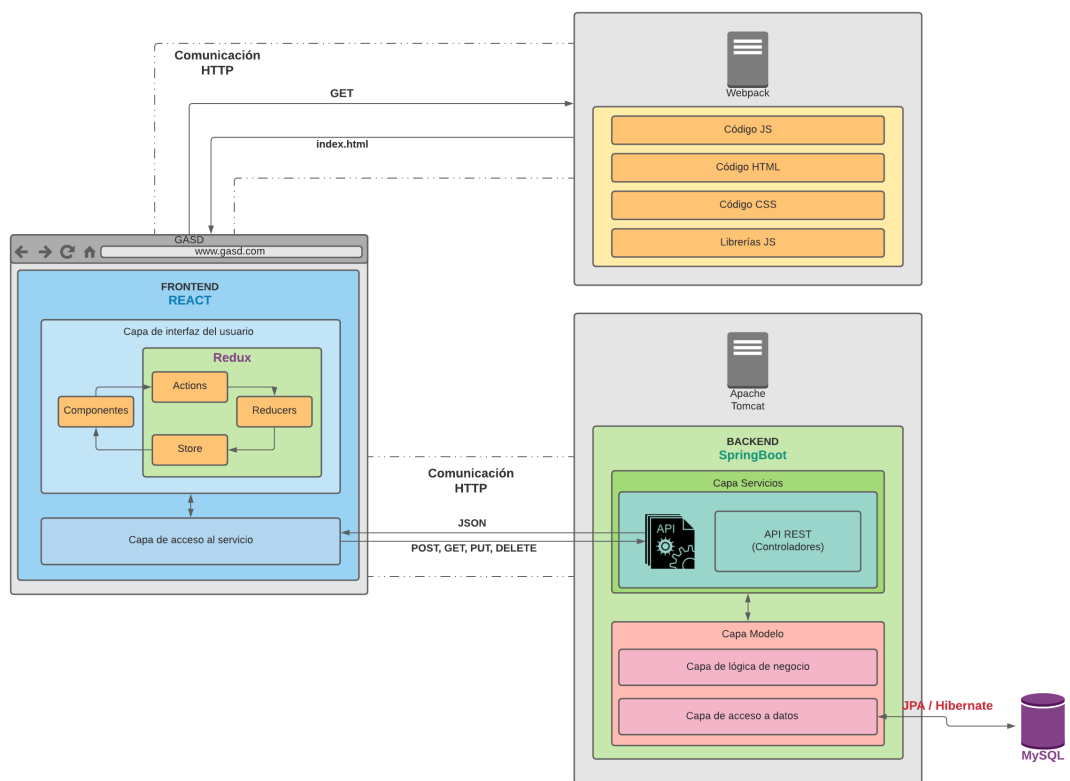 Comunicación
HTTP
GET
index.html
Webpack
Código JS
Código HTML
Código CSS
Librerías JS
GASD
www.gasd.com
FRONTEND
REACT
Capa de interfaz del usuario
Redux
Actions
Componentes
Reducers
Store
Capa de acceso al servicio
Comunicación
HTTP
JSON
POST, GET, PUT, DELETE
Apache
Tomcat
BACKEND
SpringBoot
Capa Servicios
API
API REST
(Controladores)
Capa Modelo
Capa de lógica de negocio
Capa de acceso a datos
JPA / Hibernate
MySQL